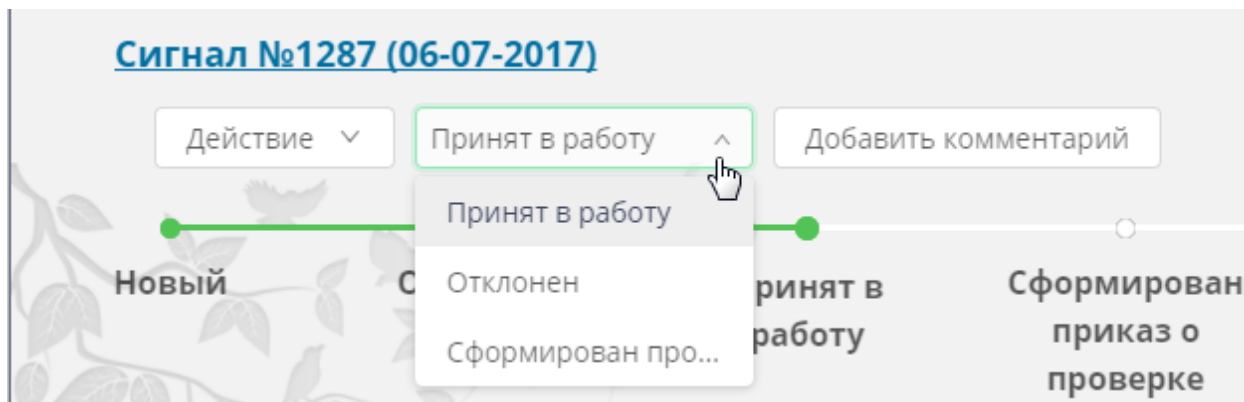 Сигнал №1287 (06-07-2017)
Действие
Принят в работу
Добавить комментарий
Принят в работу
Отклонен
Сформирован про...
Новый
ринят в
работу
Сформирован
приказ о
проверке